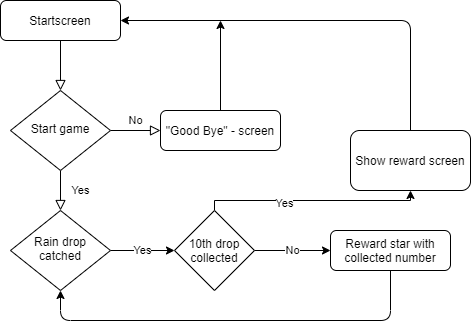 Startscreen
Start game
No
"Good Bye" - screen
Yes
Show reward screen
Yes
Rain drop
catched
Yes
10th drop
collected
No
Reward star with
collected number